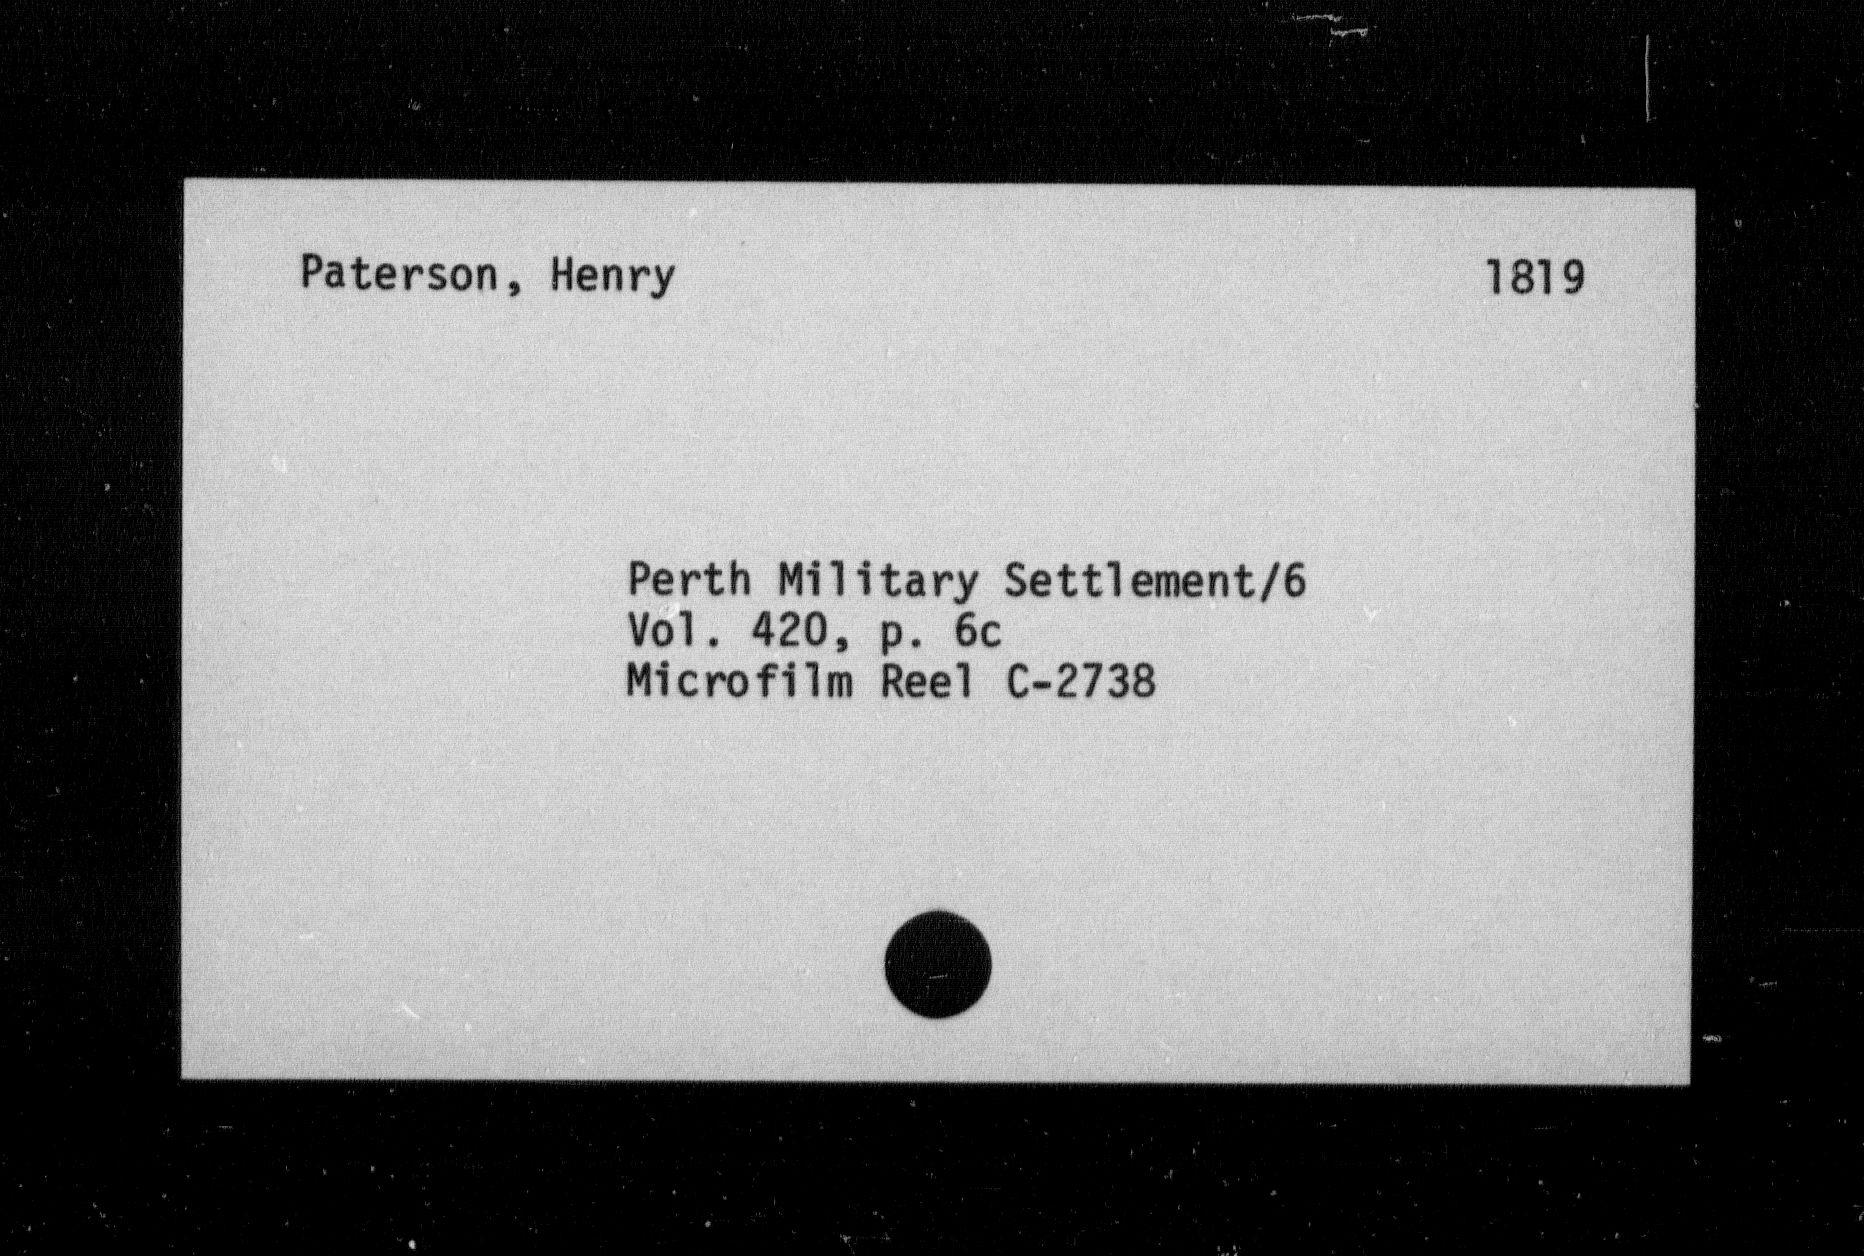 Paterson, Henry 1819
Perth Military Settlement/6
Vol. 420, p. 6c
Microfilm Reel C-2738